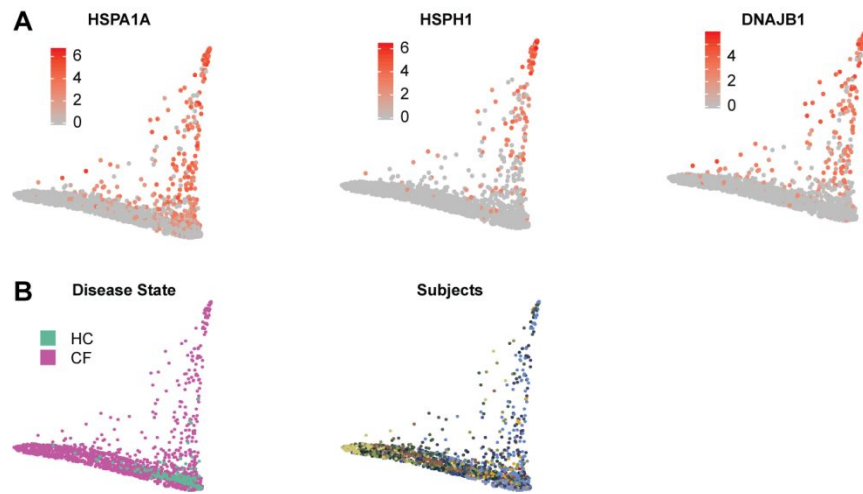 A
HSPA1A
HSPH1
DNAJB1
6
4
2
0
6
4
2
0
4
2
0
B
Disease State
Subjects
HC
CF